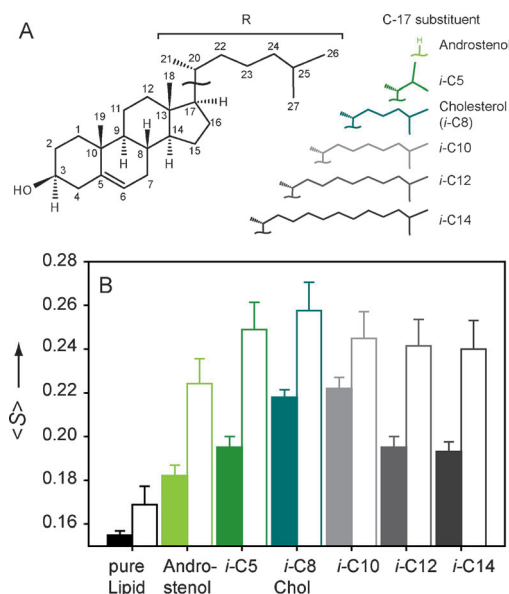 A
R
C-17 substituent
21
20
22
24
26
23
25
27
18
12
17
H
11
13
16
19
1
9
14
15
2
10
8
H
H
H
3
5
7
HO
4
6
H
H
Androstenol
i-C5
Cholesterol
(i-C8)
i-C10
i-C12
i-C14
B
0.28
0.26
0.24
0.22
0.20
0.18
0.16
<S>
pure
Lipid
Andro-
stenol
i-C5
i-C8
Chol
i-C10
i-C12
i-C14